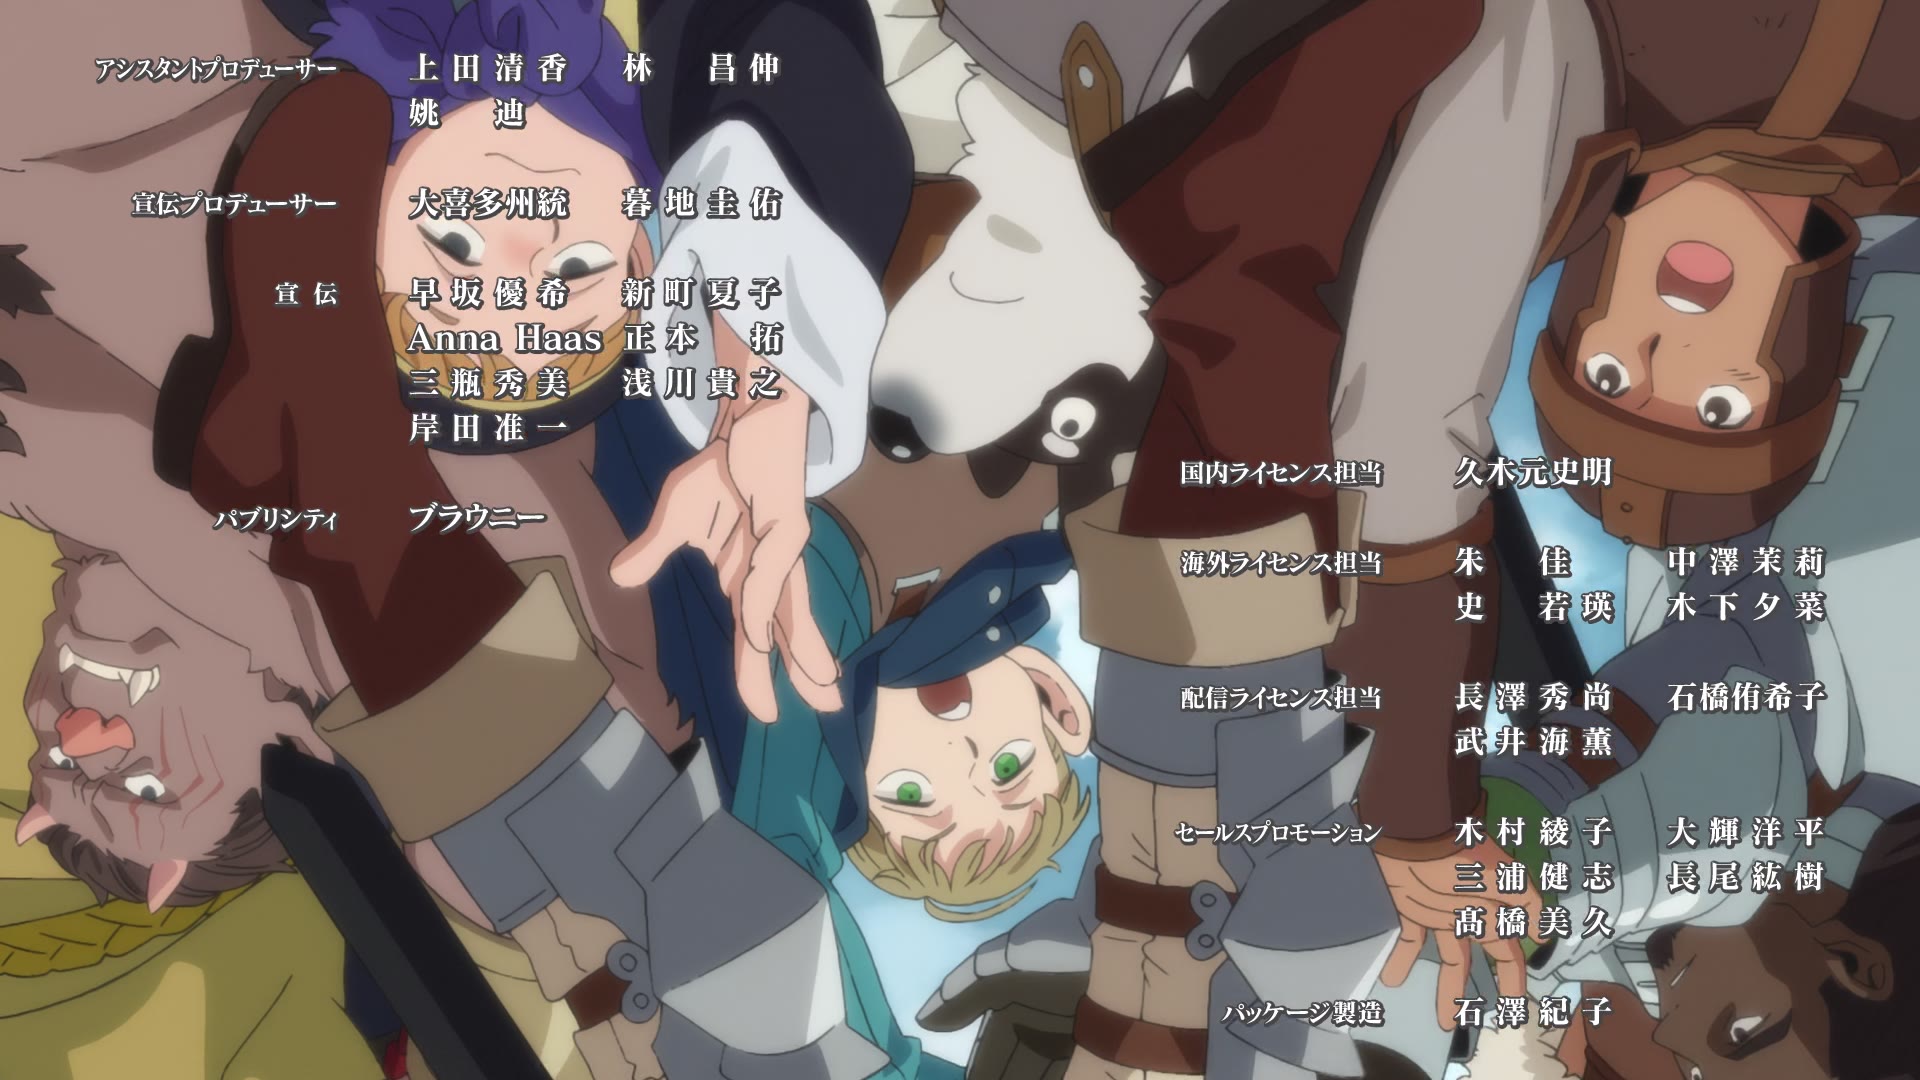 アシスタントプロデューサー 上田清香 林 昌伸
姚 迪
宣伝プロデューサー 大喜多州統 暮地圭佑
宣伝 早坂優希 新町夏子
Anna Haas 正本 拓
三瓶秀美 浅川貴之
岸田准一
パブリシティ ブラウニー
国内ライセンス担当 久木元史明
海外ライセンス担当 朱 佳 中澤茉莉
史 若瑛 木下夕菜
配信ライセンス担当 長澤秀尚 石橋侑希子
武井海薫
セールスプロモーション 木村綾子 大輝洋平
三浦健志 長尾紘樹
髙橋美久
パッケージ製造 石澤紀子